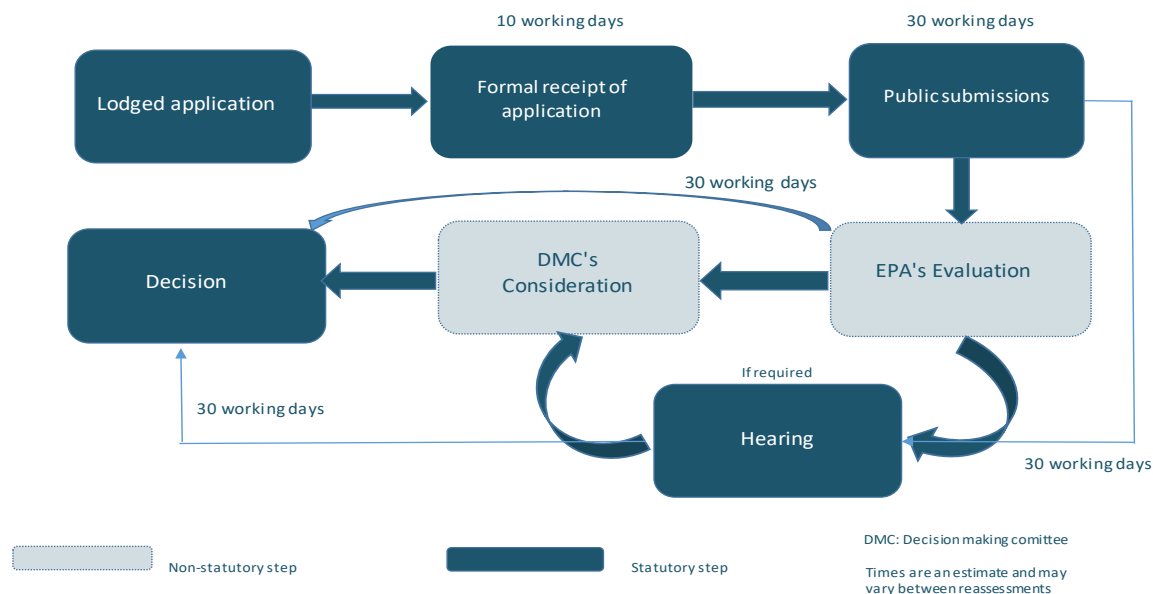 10 working days
30 working days
Lodged application
Formal receipt of
application
Public submissions
30 working days
Decision
DMC's
Consideration
EPA's Evaluation
If required
30 working days
Hearing
30 working days
Non-statutory step
Statutory step
DMC: Decision making comittee
Times are an estimate and may
vary between reassessments